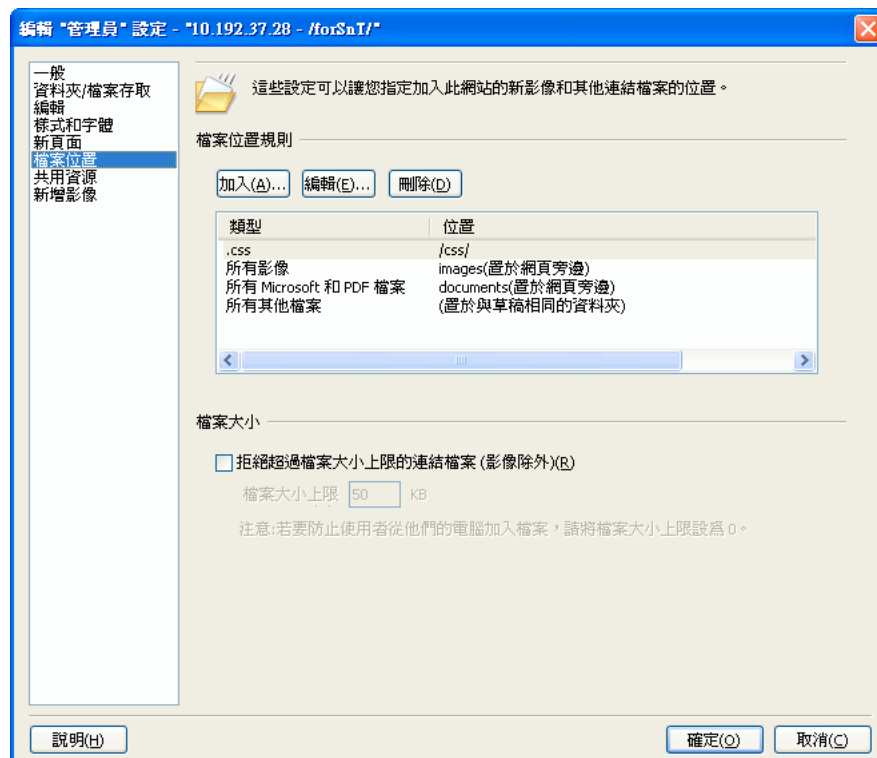 編輯 "管理員" 設定 - "10.192.37.28 - /forSnT/"
一般
資料夾/檔案存取
編輯
樣式和字體
新頁面
檔案位置
共用資源
新增影像
這些設定可以讓您指定加入此網站的新影像和其他連結檔案的位置。
檔案位置規則
加入(A)... 編輯(E)... 刪除(D)
類型 位置
.css /css/
所有影像 images(置於網頁旁邊)
所有 Microsoft 和 PDF 檔案 documents(置於網頁旁邊)
所有其他檔案 (置於與草稿相同的資料夾)
檔案大小
拒絕超過檔案大小上限的連結檔案 (影像除外)(R)
檔案大小上限 50 KB
注意:若要防止使用者從他們的電腦加入檔案，請將檔案大小上限設爲 0。
說明(H) 確定(O) 取消(C)